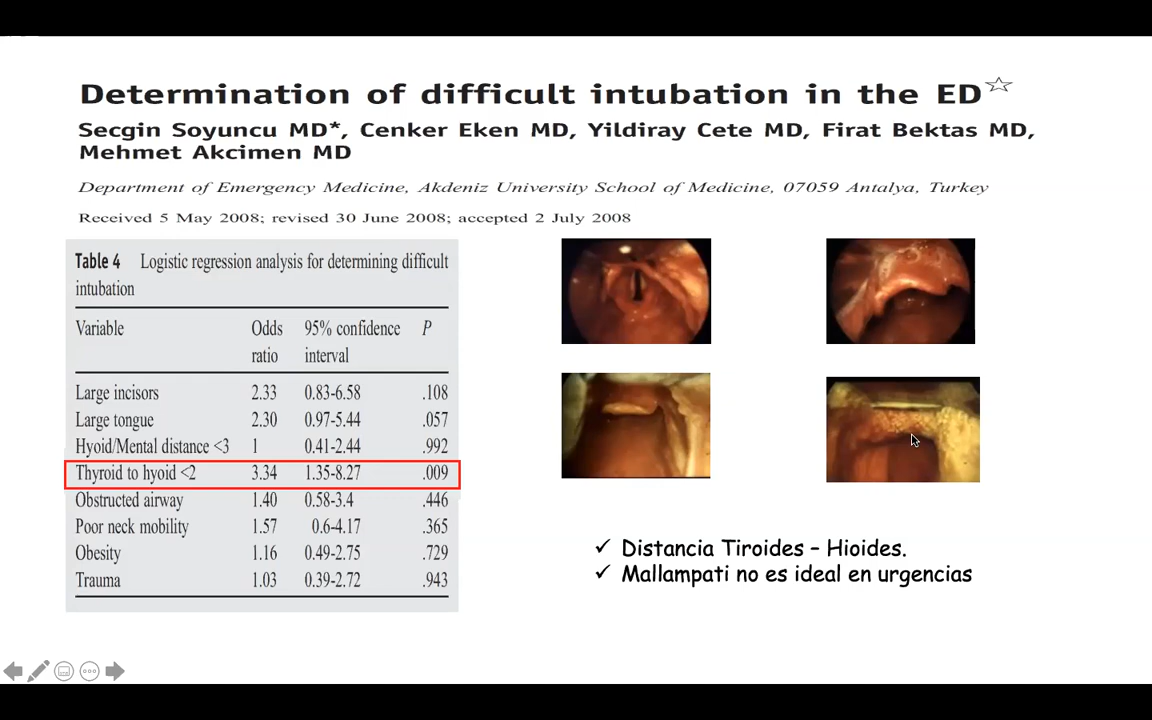 Determination of difficult intubation in the ED☆
Secgin Soyuncu MD*, Cenker Eken MD, Yildiray Cete MD, Firat Bektas MD,
Mehmet Akcimen MD
Department of Emergency Medicine, Akdeniz University School of Medicine, 07059 Antalya, Turkey
Received 5 May 2008; revised 30 June 2008; accepted 2 July 2008
Table 4 Logistic regression analysis for determining difficult
intubation
Variable Odds 95% confidence P
ratio interval
Large incisors 2.33 0.83-6.58 .108
Large tongue 2.30 0.97-5.44 .057
Hyoid/Mental distance <3 1 0.41-2.44 .992
Thyroid to hyoid <2 3.34 1.35-8.27 .009
Obstructed airway 1.40 0.58-3.4 .446
Poor neck mobility 1.57 0.6-4.17 .365
Obesity 1.16 0.49-2.75 .729
Trauma 1.03 0.39-2.72 .943
✓ Distancia Tiroides – Hioides.
✓ Mallampati no es ideal en urgencias